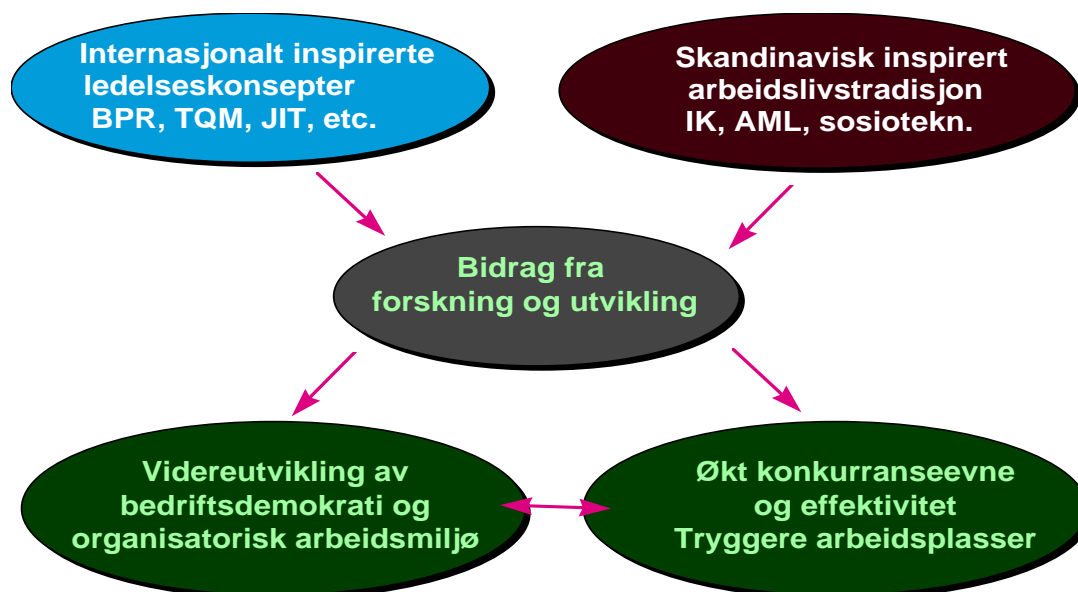 Internasjonalt inspirerte
ledelseskonsepter
BPR, TQM, JIT, etc.
Skandinavisk inspirert
arbeidslivstradisjon
IK, AML, sosiotekn.
Bidrag fra
forskning og utvikling
Videreutvikling av
bedriftsdemokrati og
organisatorisk arbeidsmiljø
Økt konkurranseevne
og effektivitet
Tryggere arbeidsplasser